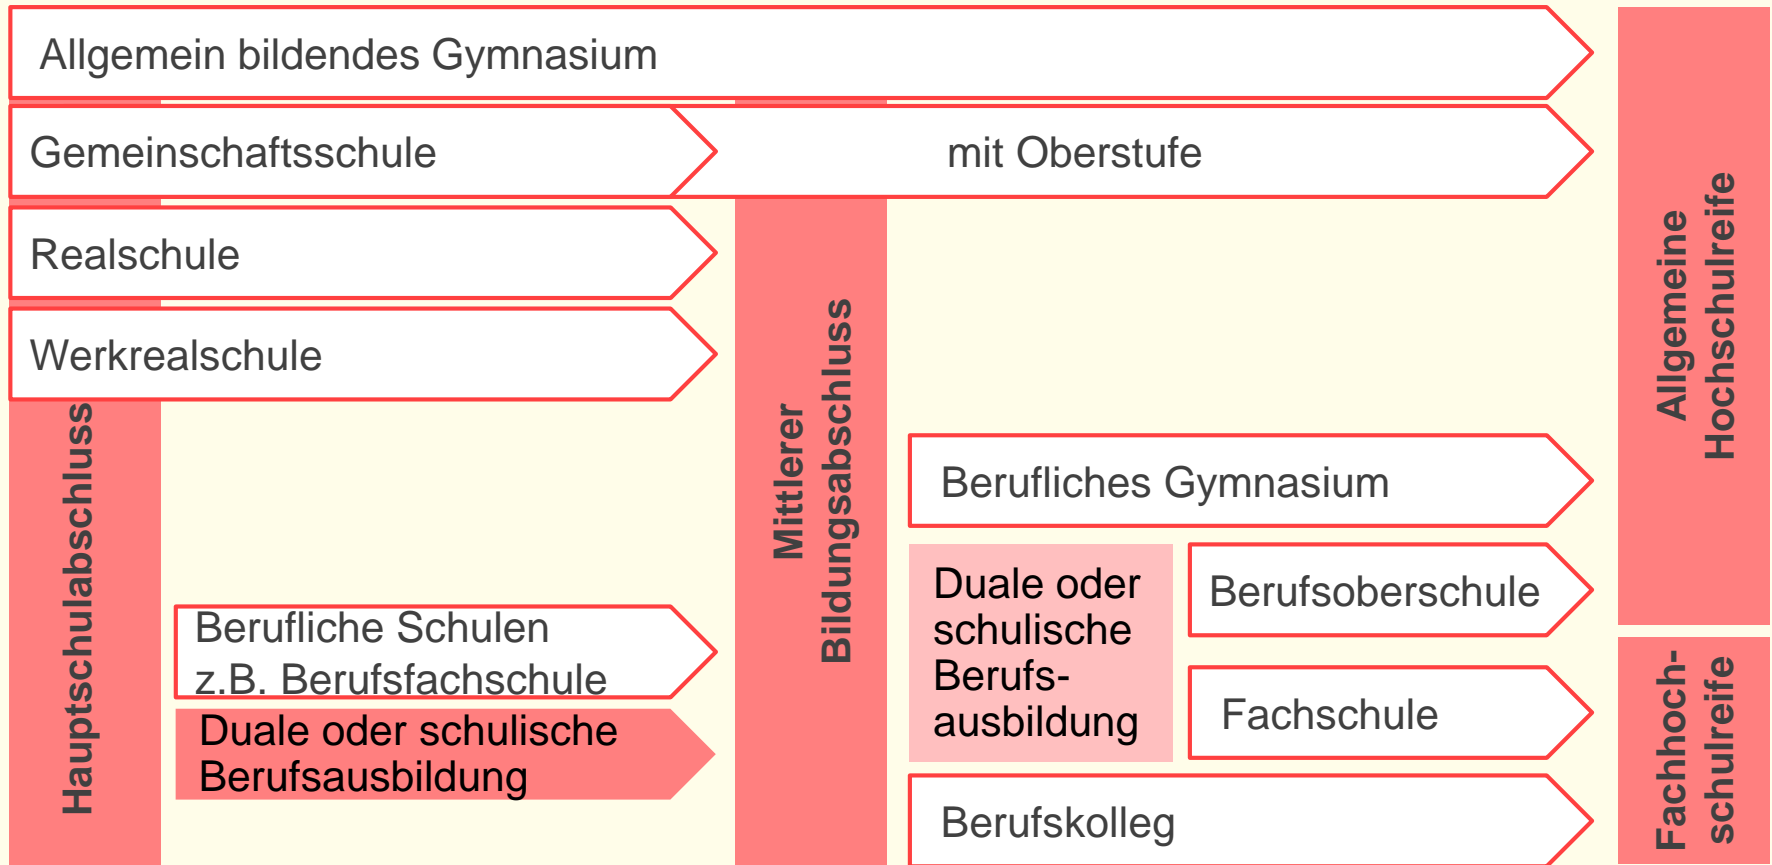 Allgemein bildendes Gymnasium
Gemeinschaftsschule
mit Oberstufe
Realschule
Werkrealschule
Hauptschulabschluss
Berufliche Schulen
z.B. Berufsfachschule
Duale oder schulische
Berufsausbildung
Mittlerer
Bildungsabschluss
Berufliches Gymnasium
Duale oder
schulische
Berufs-
ausbildung
Berufsoberschule
Fachschule
Berufskolleg
Allgemeine
Hochschulreife
Fachhoch-
schulreife